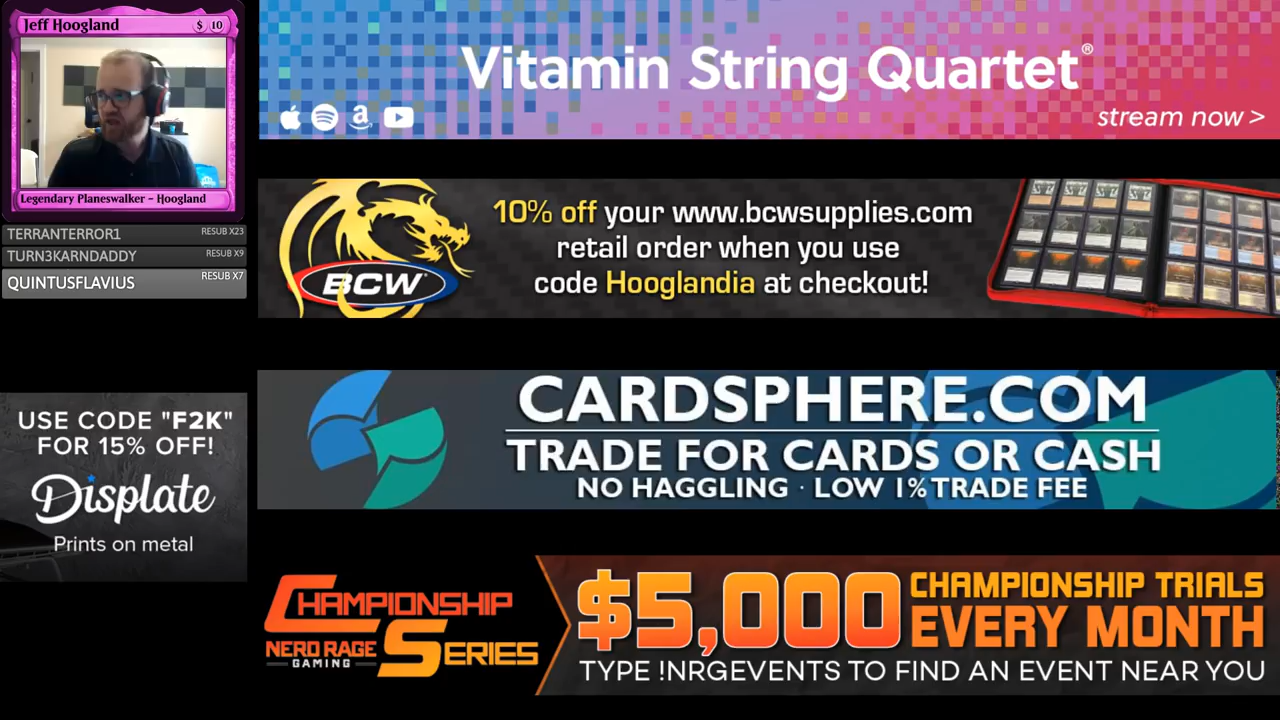 Jeff Hoogland
$ 10
Legendary Planeswalker - Hoogland
TERRANTERROR1 RESUB X23
TURN3KARNDADDY RESUB X9
QUINTUSFLAVIUS RESUB X7
USE CODE "F2K"
FOR 15% OFF!
Displate
Prints on metal
Vitamin String Quartet®
stream now >
10% off your www.bcwsupplies.com
retail order when you use
code Hooglandia at checkout!
BCW
CARDSPHERE.COM
TRADE FOR CARDS OR CASH
NO HAGGLING · LOW 1% TRADE FEE
CHAMPIONSHIP
NERD RAGE
GAMING
SERIES
$5,000
CHAMPIONSHIP TRIALS
EVERY MONTH
TYPE !NRGEVENTS TO FIND AN EVENT NEAR YOU